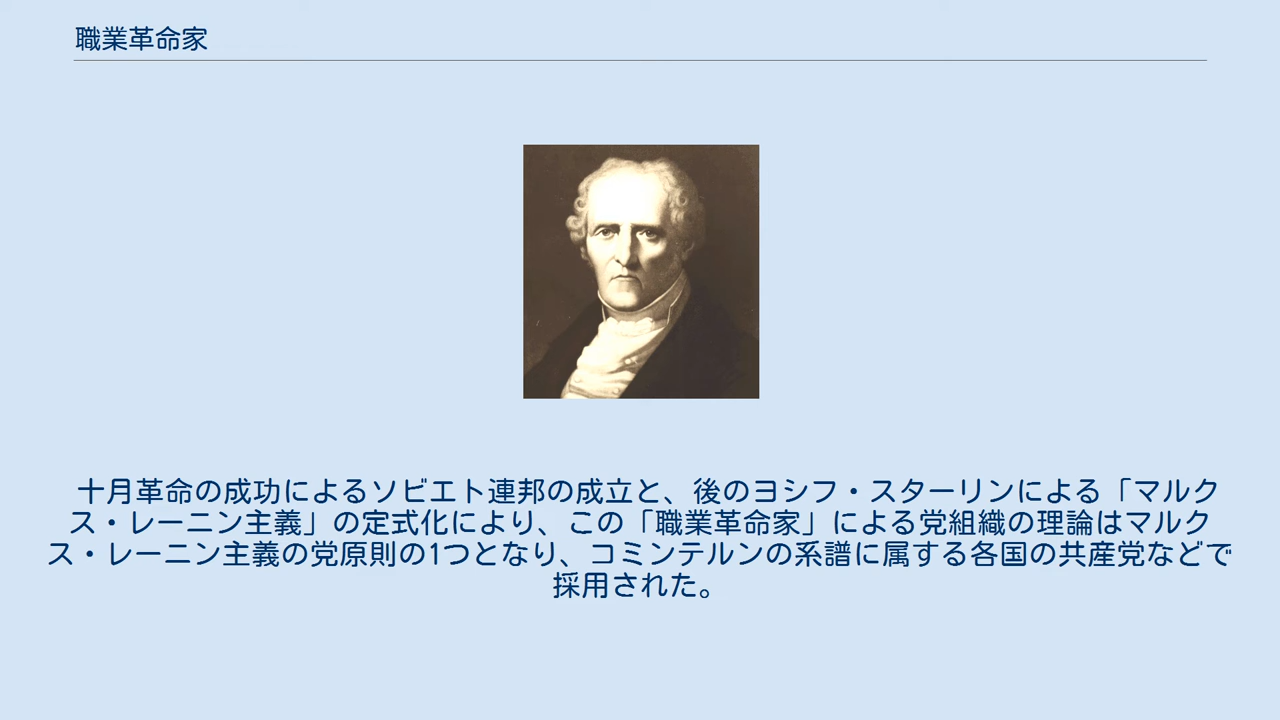 職業革命家
十月革命の成功によるソビエト連邦の成立と、後のヨシフ・スターリンによる「マルク
ス・レーニン主義」の定式化により、この「職業革命家」による党組織の理論はマルク
ス・レーニン主義の党原則の1つとなり、コミンテルンの系譜に属する各国の共産党などで
採用された。